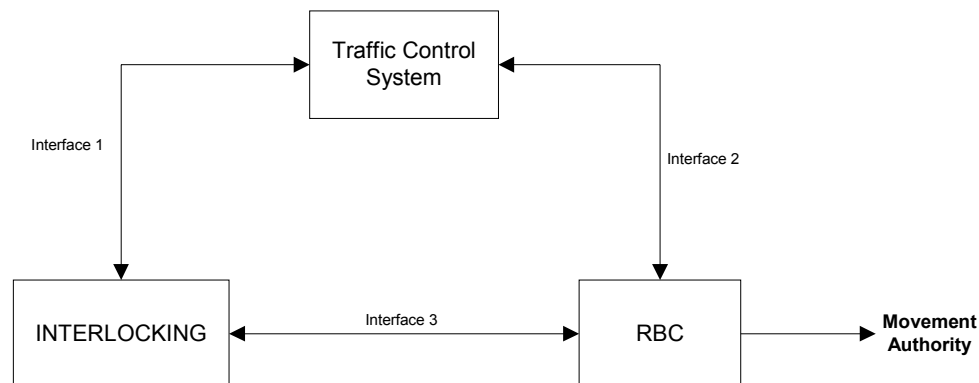 Traffic Control
System
Interface 1
Interface 2
INTERLOCKING
Interface 3
RBC
Movement
Authority